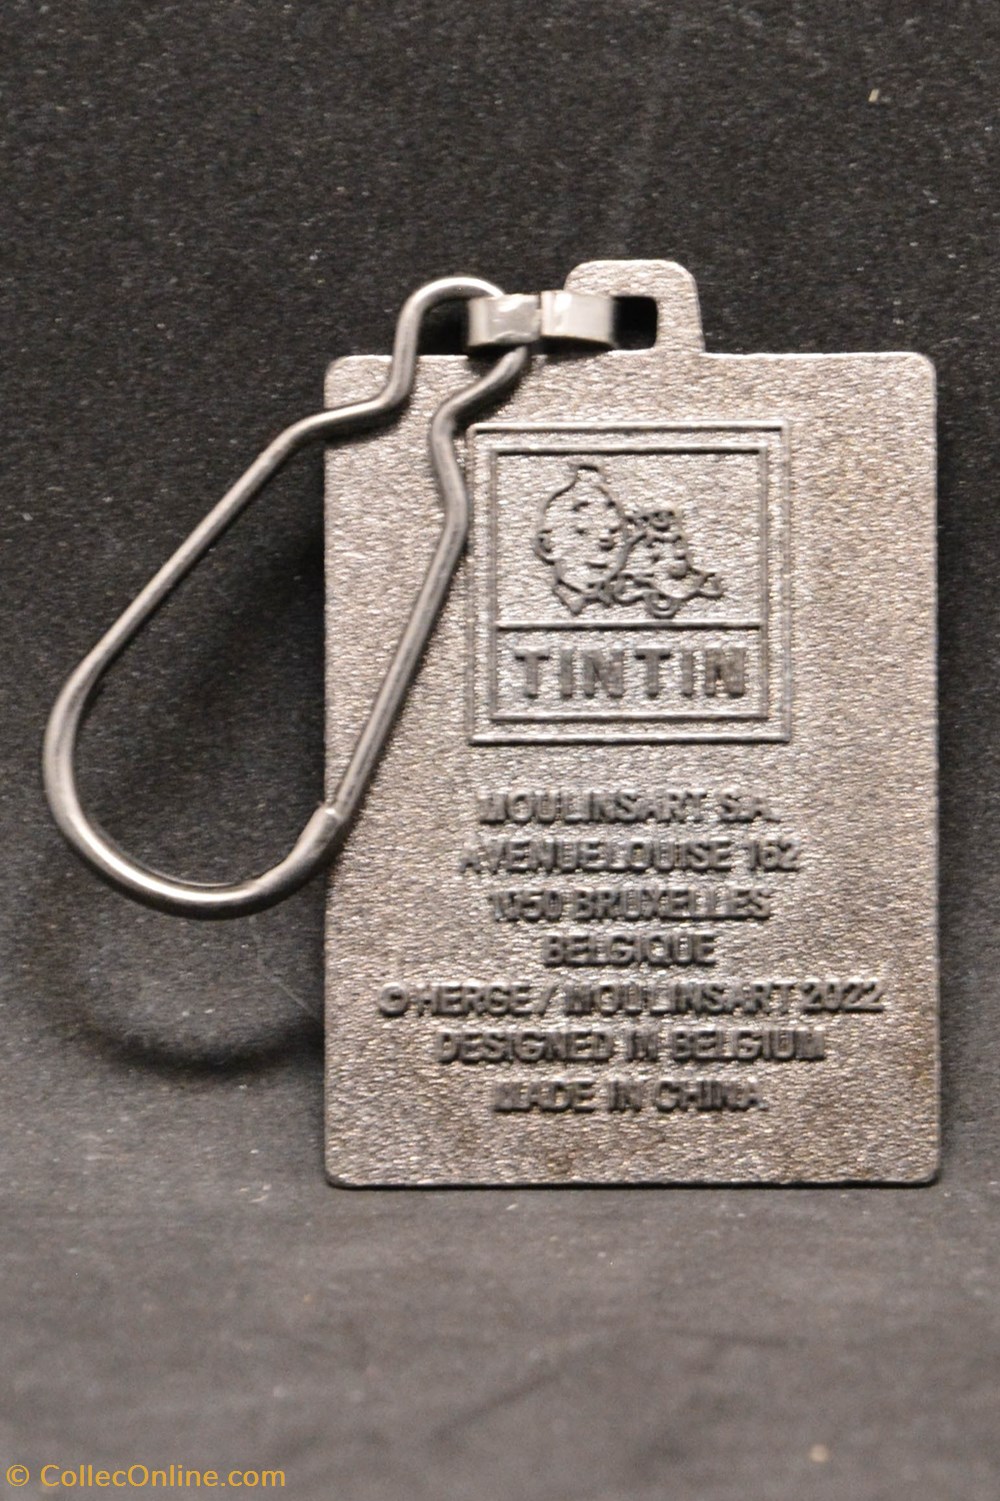 TINTIN
MOULINSART S.A.
AVENUE LOUISE 162
1050 BRUXELLES
BELGIQUE
© HERGE / MOULINSART 2022
DESIGNED IN BELGIUM
MADE IN CHINA
© CollecOnline.com